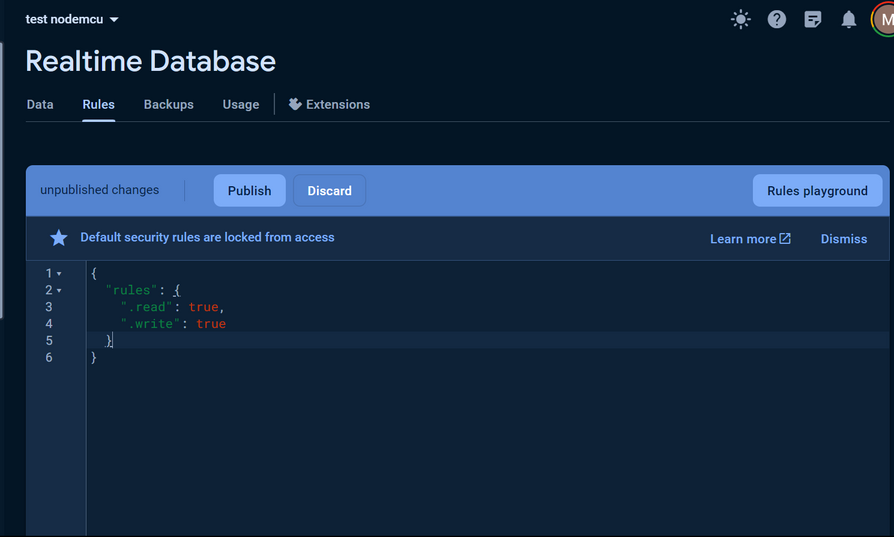 test nodemcu
M
Realtime Database
Data Rules Backups Usage Extensions
unpublished changes Publish Discard Rules playground
Default security rules are locked from access Learn more Dismiss
1 {
2 "rules": {
3 ".read": true,
4 ".write": true
5 }
6 }